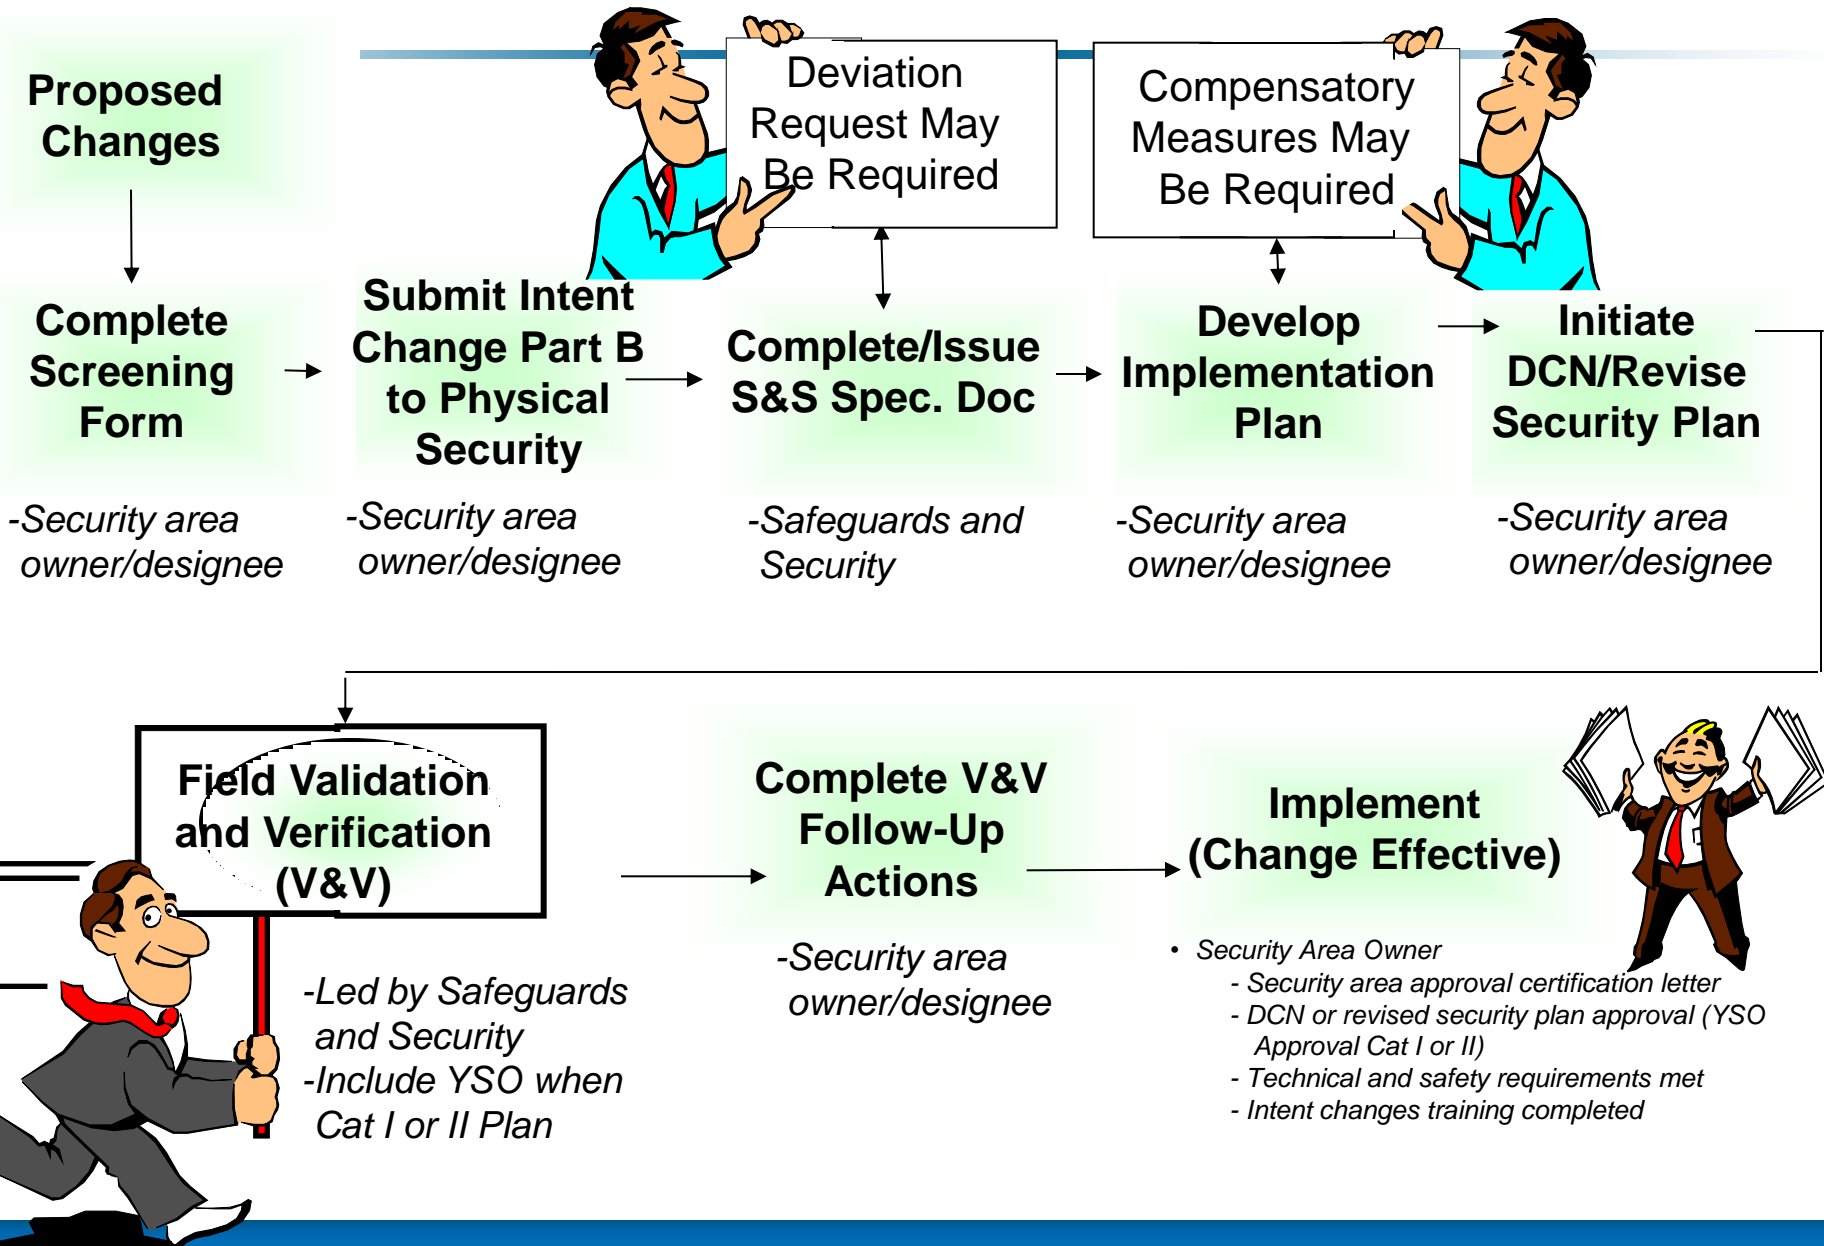 Proposed
Changes
Deviation
Request May
Be Required
Compensatory
Measures May
Be Required
Complete
Screening
Form
-Security area
owner/designee
Submit Intent
Change Part B
to Physical
Security
-Security area
owner/designee
Complete/Issue
S&S Spec. Doc
-Safeguards and
Security
Develop
Implementation
Plan
-Security area
owner/designee
Initiate
DCN/Revise
Security Plan
-Security area
owner/designee
Field Validation
and Verification
(V&V)
-Led by Safeguards
and Security
-Include YSO when
Cat I or II Plan
Complete V&V
Follow-Up
Actions
-Security area
owner/designee
Implement
(Change Effective)
• Security Area Owner
- Security area approval certification letter
- DCN or revised security plan approval (YSO
Approval Cat I or II)
- Technical and safety requirements met
- Intent changes training completed